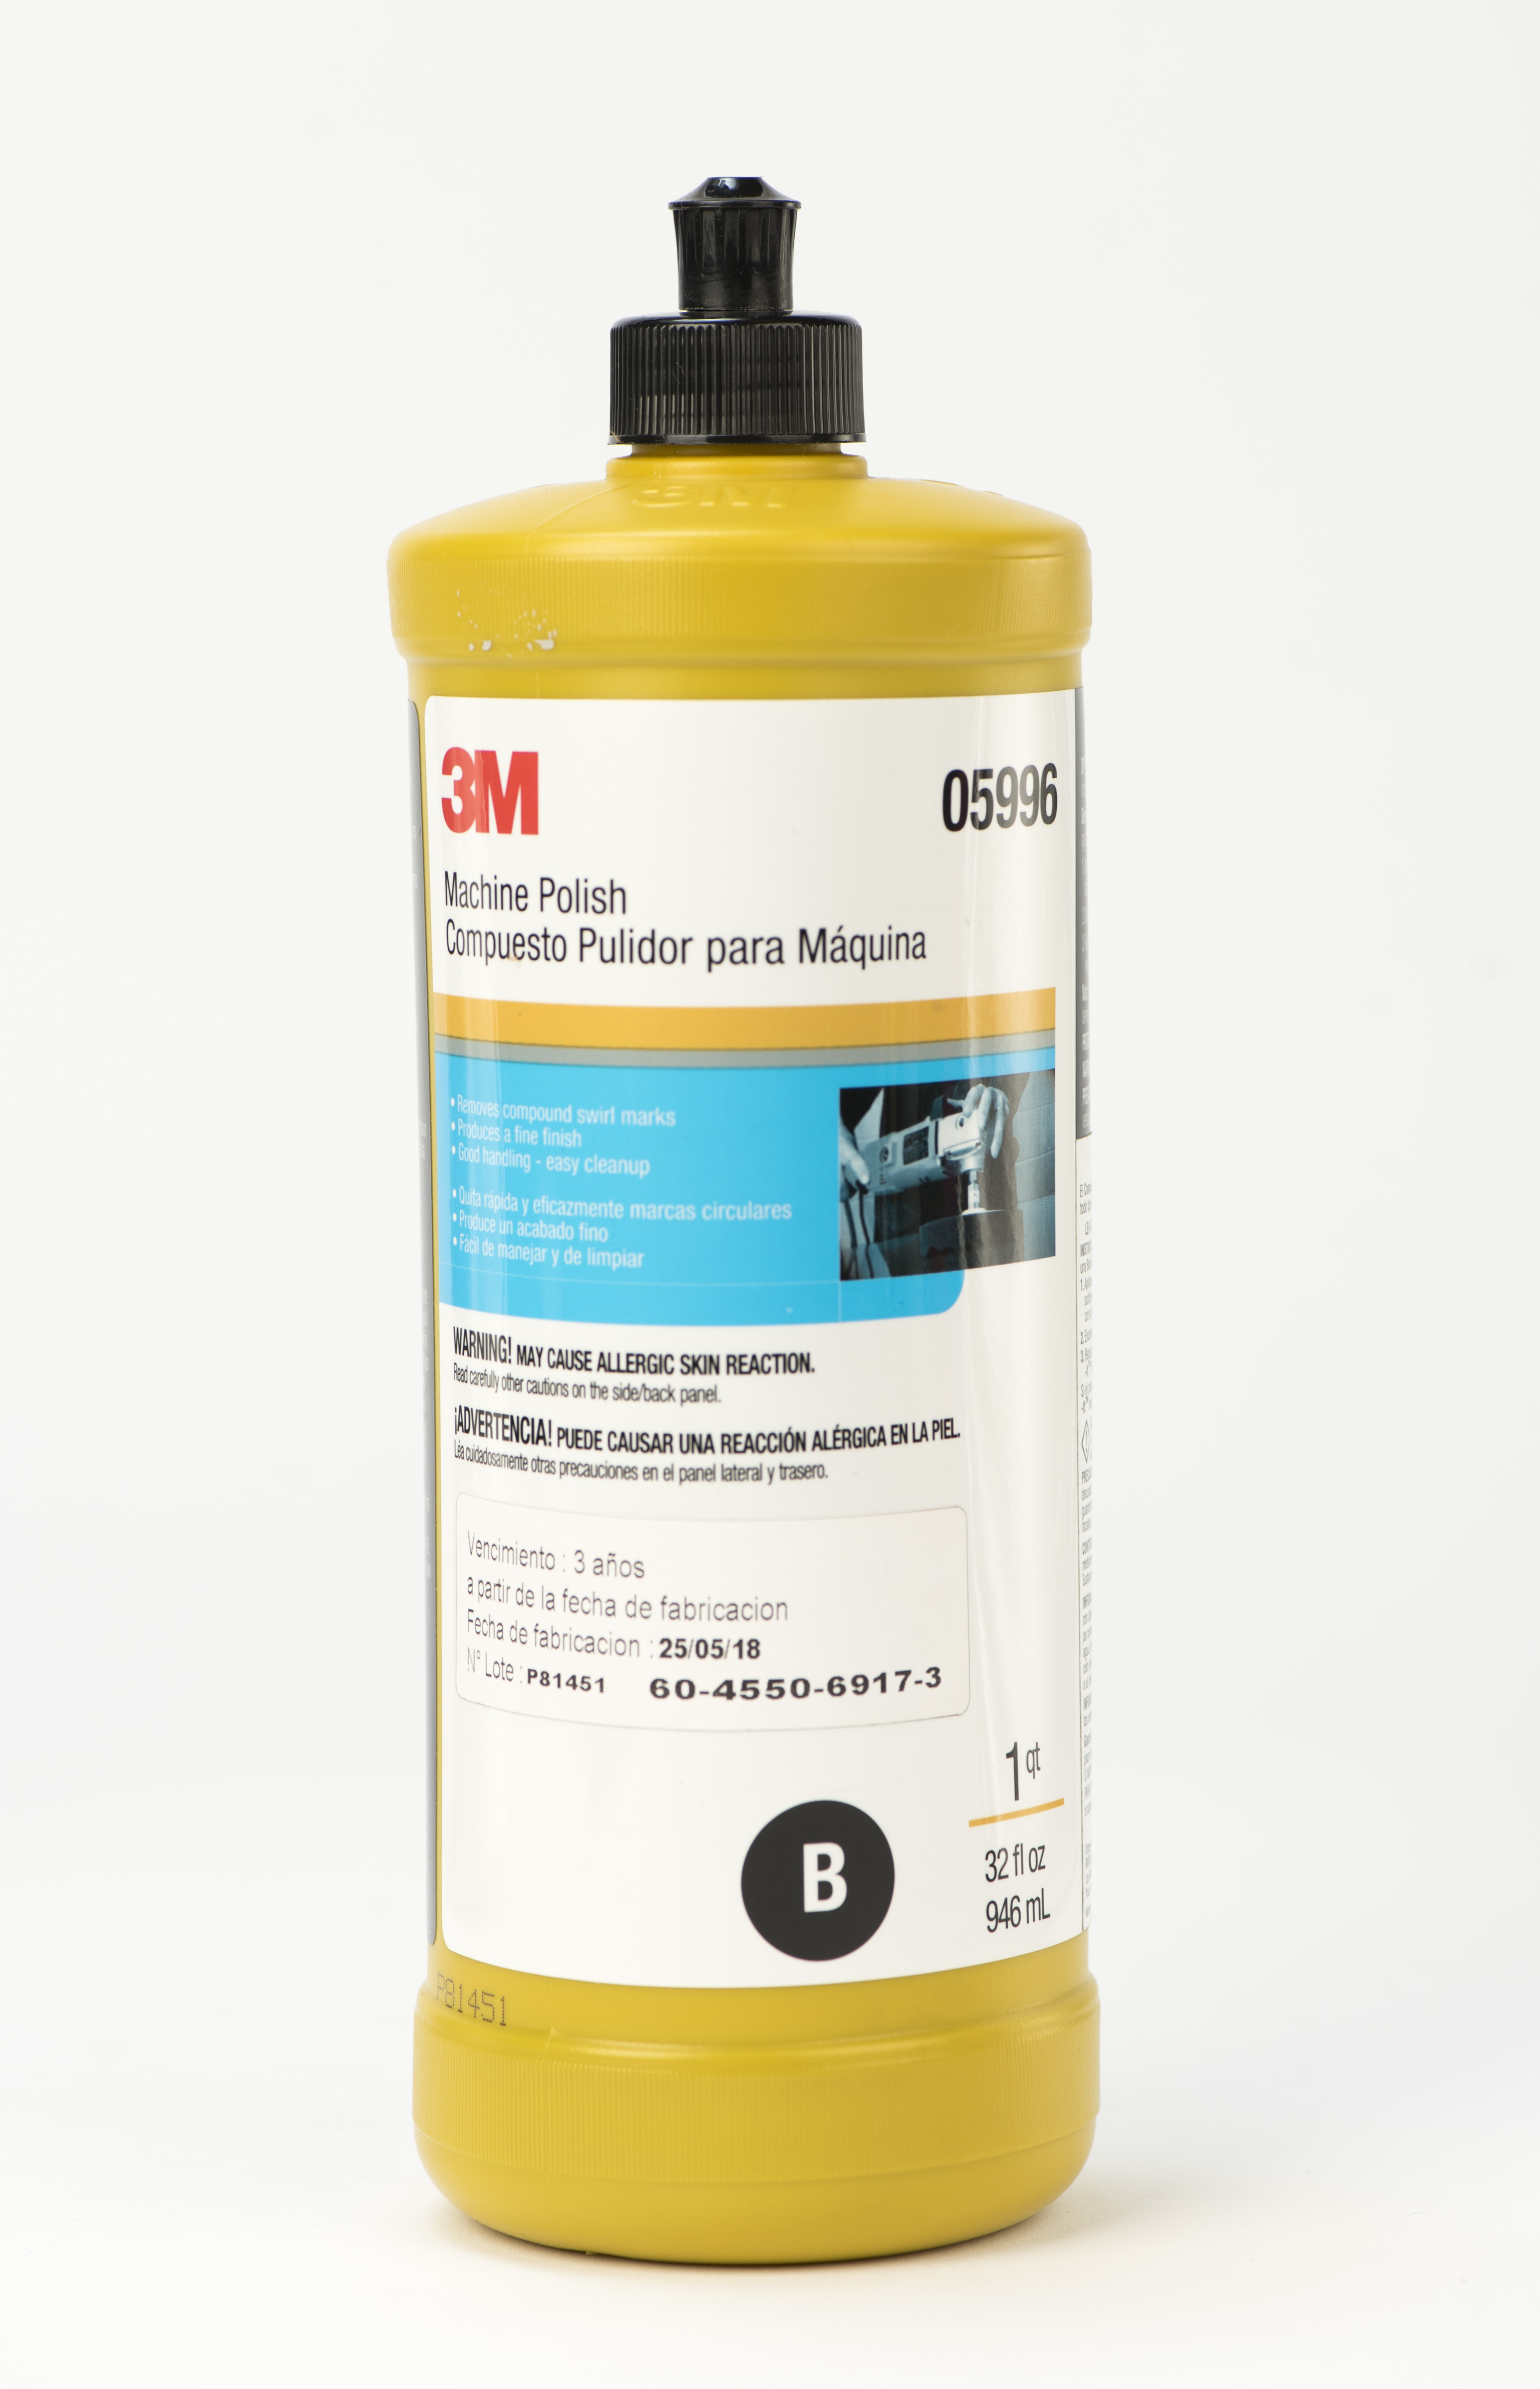 3M
3M
05996
Machine Polish
Compuesto Pulidor para Máquina
• Removes compound swirl marks
• Produces a fine finish
• Good handling - easy cleanup
• Quita rápida y eficazmente marcas circulares
• Produce un acabado fino
• Fácil de manejar y de limpiar
WARNING! MAY CAUSE ALLERGIC SKIN REACTION.
Read carefully other cautions on the side/back panel.
¡ADVERTENCIA! PUEDE CAUSAR UNA REACCIÓN ALÉRGICA EN LA PIEL.
Léa cuidadosamente otras precauciones en el panel lateral y trasero.
Vencimiento : 3 años
a partir de la fecha de fabricacion
Fecha de fabricacion : 25/05/18
N° Lote : P81451 60-4550-6917-3
1 qt
32 fl oz
946 mL
B
P81451